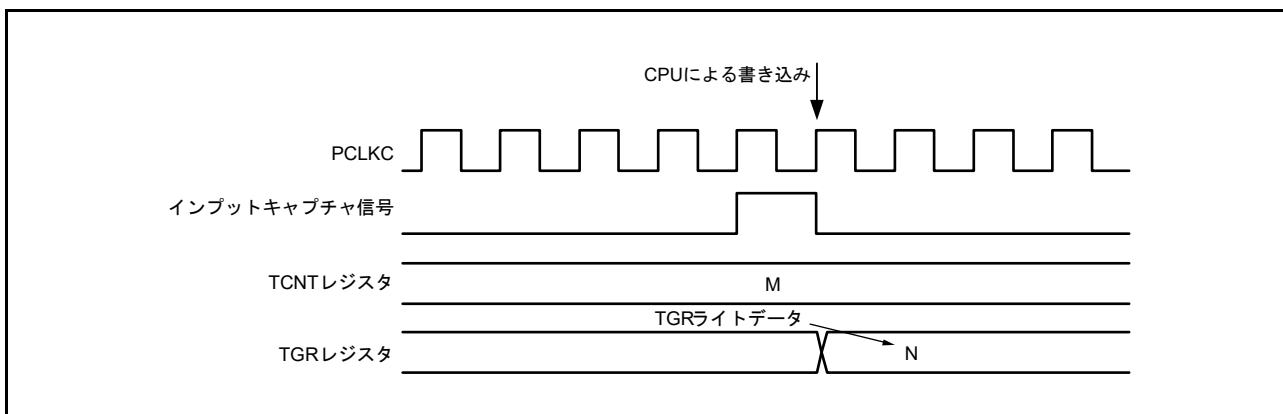 CPUによる書き込み
PCLKC
インプットキャプチャ信号
TCNTレジスタ
M
TGRライトデータ
TGRレジスタ
N